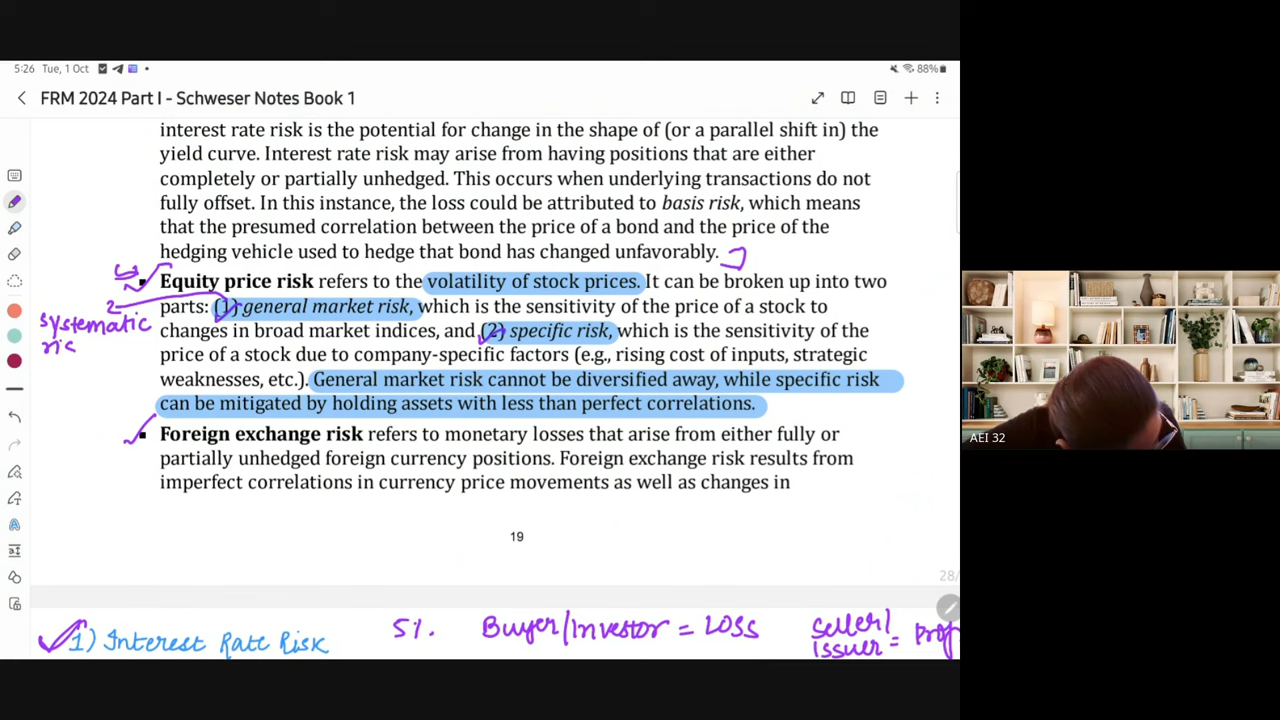 5:26 Tue, 1 Oct
88%
FRM 2024 Part I - Schweser Notes Book 1
interest rate risk is the potential for change in the shape of (or a parallel shift in) the
yield curve. Interest rate risk may arise from having positions that are either
completely or partially unhedged. This occurs when underlying transactions do not
fully offset. In this instance, the loss could be attributed to basis risk, which means
that the presumed correlation between the price of a bond and the price of the
hedging vehicle used to hedge that bond has changed unfavorably.
Equity price risk refers to the volatility of stock prices. It can be broken up into two
parts: (1) general market risk, which is the sensitivity of the price of a stock to
systematic
changes in broad market indices, and (2) specific risk, which is the sensitivity of the
price of a stock due to company-specific factors (e.g., rising cost of inputs, strategic
weaknesses, etc.). General market risk cannot be diversified away, while specific risk
can be mitigated by holding assets with less than perfect correlations.
Foreign exchange risk refers to monetary losses that arise from either fully or
partially unhedged foreign currency positions. Foreign exchange risk results from
imperfect correlations in currency price movements as well as changes in
19
28/
1) Interest Rate Risk
5%. Buyer/Investor = LOSS
seller/
Issuer = Prof
AEI 32